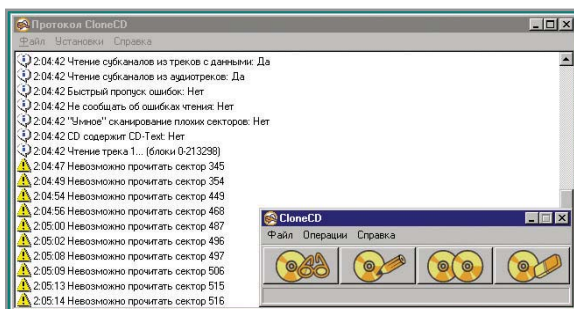 Протокол CloneCD
Файл Установки Справка
2:04:42 Чтение субканалов из треков с данными: Да
2:04:42 Чтение субканалов из аудиотреков: Да
2:04:42 Быстрый пропуск ошибок: Нет
2:04:42 Не сообщать об ошибках чтения: Нет
2:04:42 "Умное" сканирование плохих секторов: Нет
2:04:42 CD содержит CD-Text: Нет
2:04:42 Чтение трека 1... (блоки 0-213298)
2:04:47 Невозможно прочитать сектор 345
2:04:49 Невозможно прочитать сектор 354
2:04:54 Невозможно прочитать сектор 449
2:04:56 Невозможно прочитать сектор 468
2:05:00 Невозможно прочитать сектор 487
2:05:02 Невозможно прочитать сектор 496
2:05:08 Невозможно прочитать сектор 497
2:05:09 Невозможно прочитать сектор 506
2:05:13 Невозможно прочитать сектор 515
2:05:14 Невозможно прочитать сектор 516
CloneCD
Файл Операции Справка